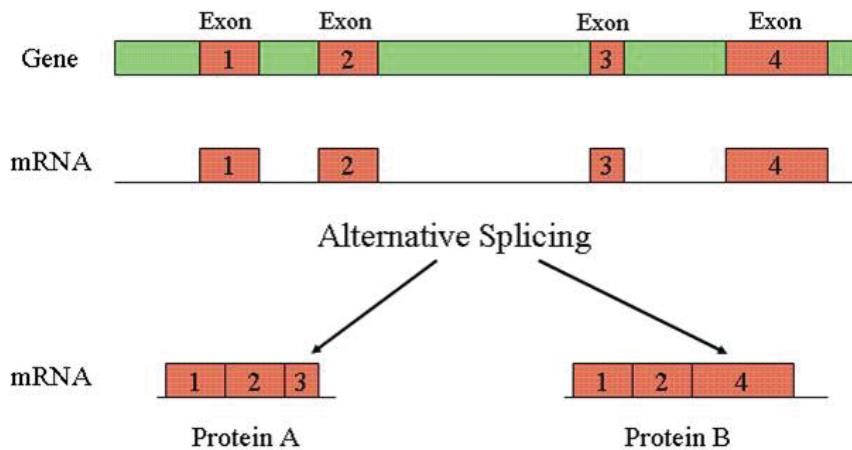 Exon Exon Exon Exon
Gene 1 2 3 4
mRNA 1 2 3 4
Alternative Splicing
mRNA 1 2 3 1 2 4
Protein A Protein B